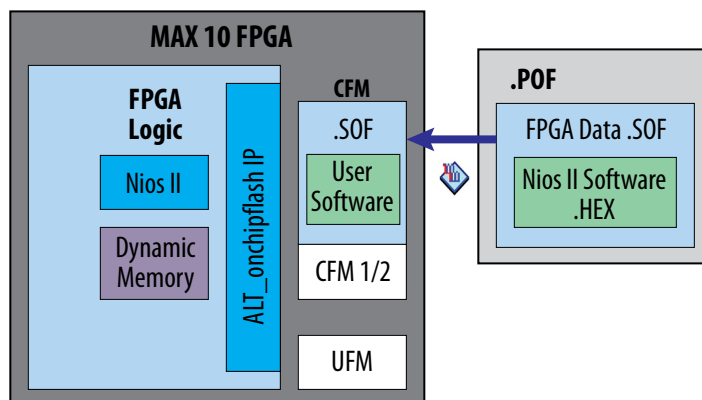 MAX 10 FPGA
FPGA
Logic
Nios II
Dynamic
Memory
ALT_onchipflash IP
CFM
.SOF
User
Software
CFM 1/2
UFM
.POF
FPGA Data .SOF
Nios II Software
.HEX